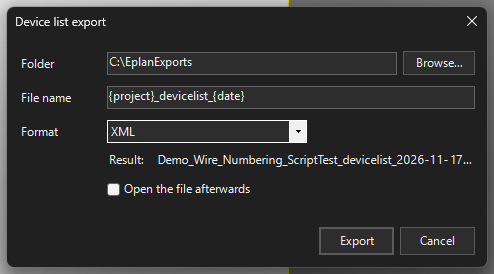 Device list export
Folder C:\EplanExports Browse...
File name {project}_devicelist_{date}
Format XML
Result: Demo_Wire_Numbering_ScriptTest_devicelist_2026-11-17...
Open the file afterwards
Export Cancel